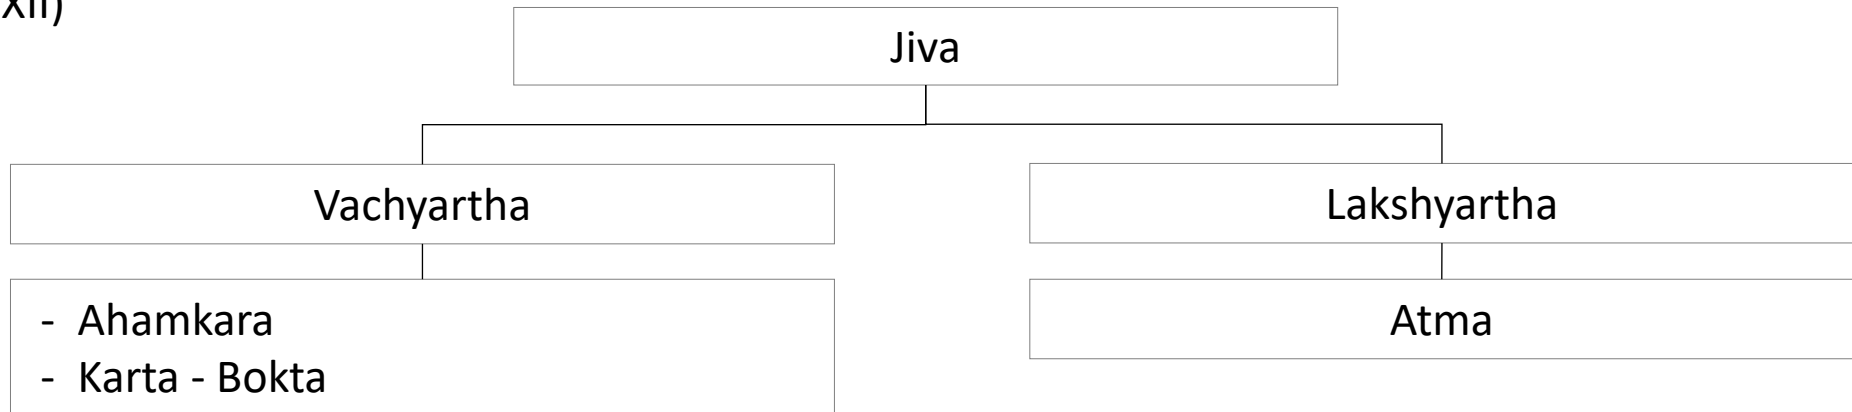 XII)
Jiva
Vachyartha
Lakshyartha
- Ahamkara
- Karta - Bokta
Atma